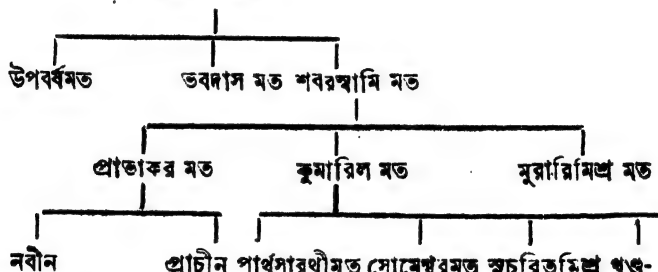 উপবর্ষমত ভবদাস মত শবরস্বামি মত
প্রাভাকর মত কুমারিল মত মুরারিমিশ্র মত
নবীন প্রাচীন পার্থসারথীমত সোমেশ্বরমত সুচরিতমিশ্র খণ্ড-